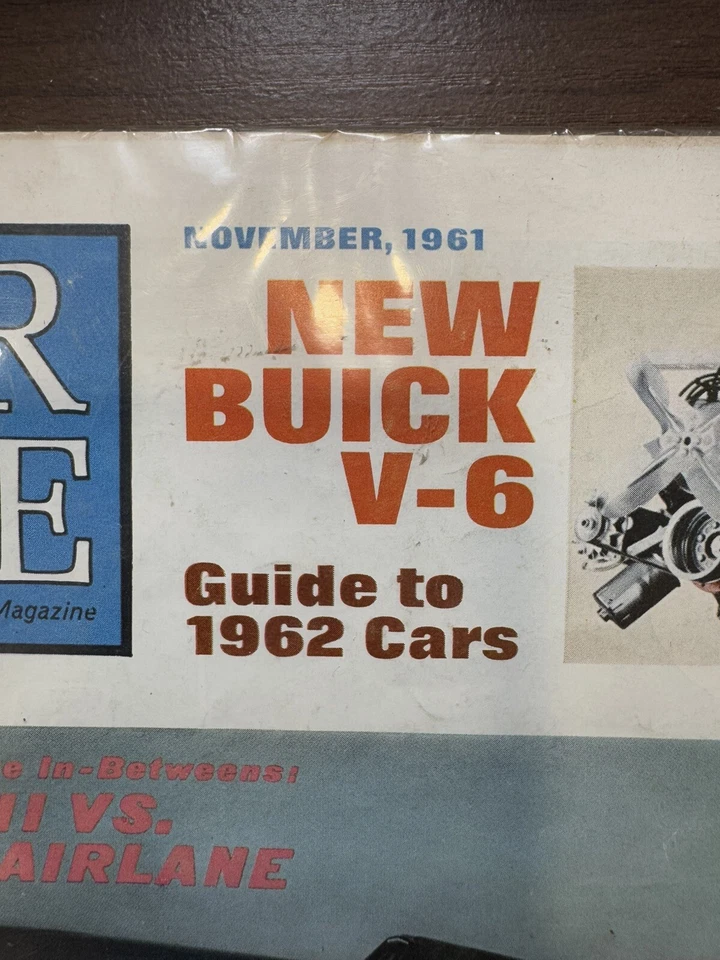 R
E
Magazine
NOVEMBER, 1961
NEW
BUICK
V-6
Guide to
1962 Cars
e In-Betweens:
II VS.
AIRLANE